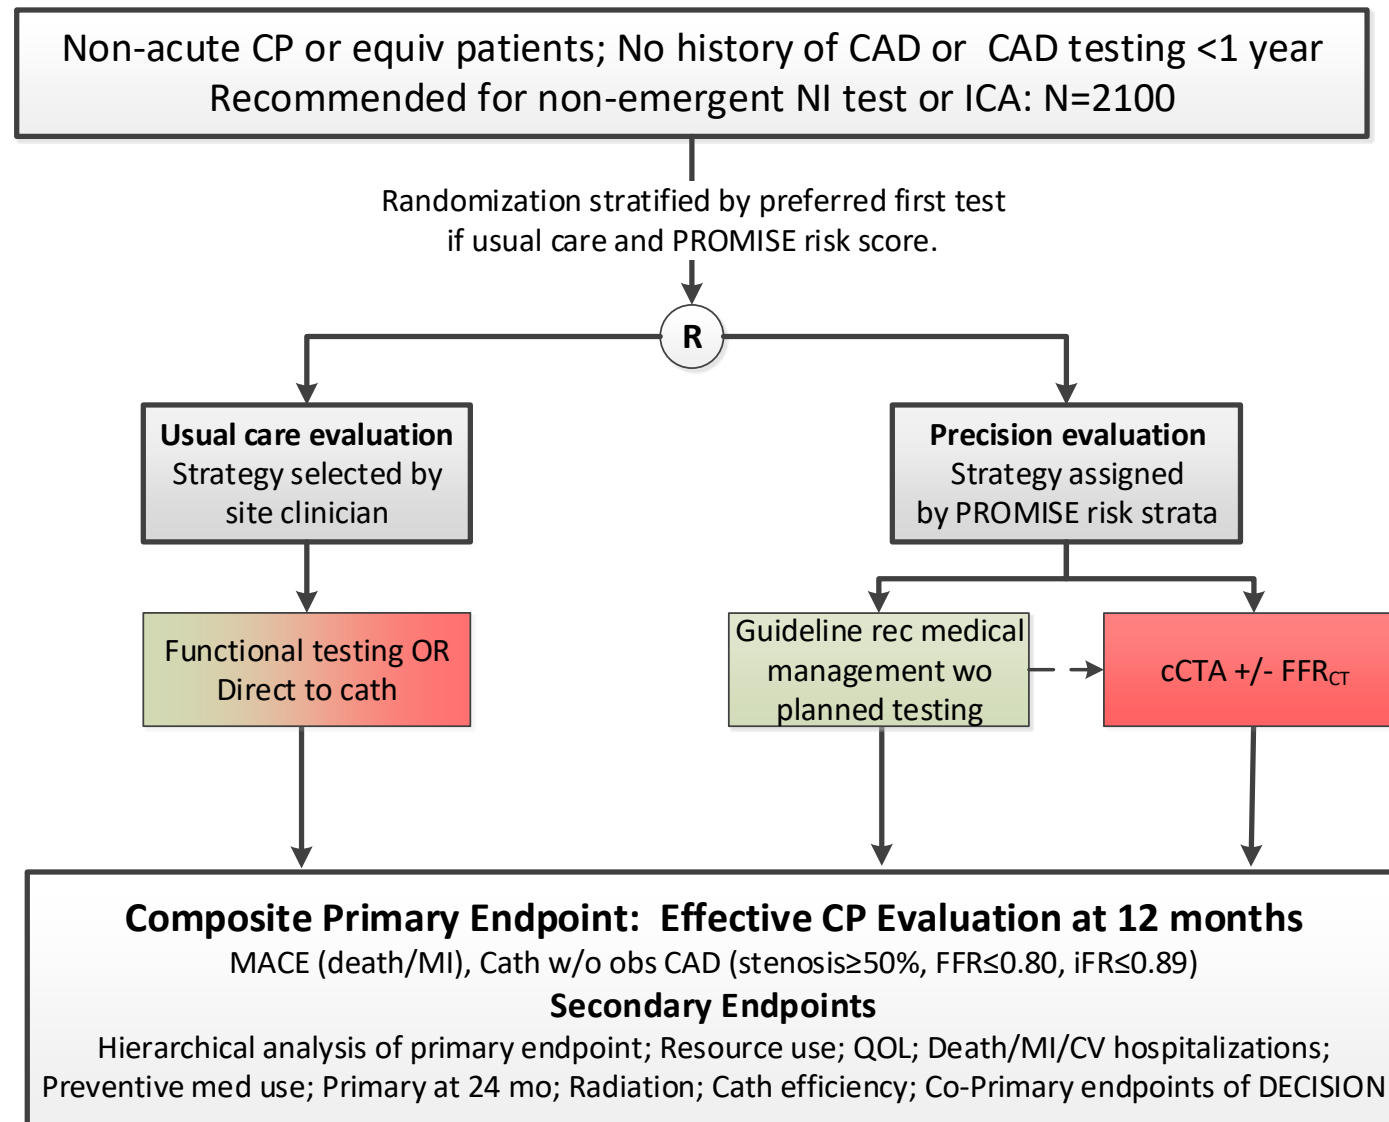 Non-acute CP or equiv patients; No history of CAD or CAD testing <1 year
Recommended for non-emergent NI test or ICA: N=2100
Randomization stratified by preferred first test
if usual care and PROMISE risk score.
R
Usual care evaluation
Strategy selected by
site clinician
Precision evaluation
Strategy assigned
by PROMISE risk strata
Functional testing OR
Direct to cath
Guideline rec medical
management wo
planned testing
cCTA +/- FFRCT
Composite Primary Endpoint: Effective CP Evaluation at 12 months
MACE (death/MI), Cath w/o obs CAD (stenosis≥50%, FFR≤0.80, iFR≤0.89)
Secondary Endpoints
Hierarchical analysis of primary endpoint; Resource use; QOL; Death/MI/CV hospitalizations;
Preventive med use; Primary at 24 mo; Radiation; Cath efficiency; Co-Primary endpoints of DECISION